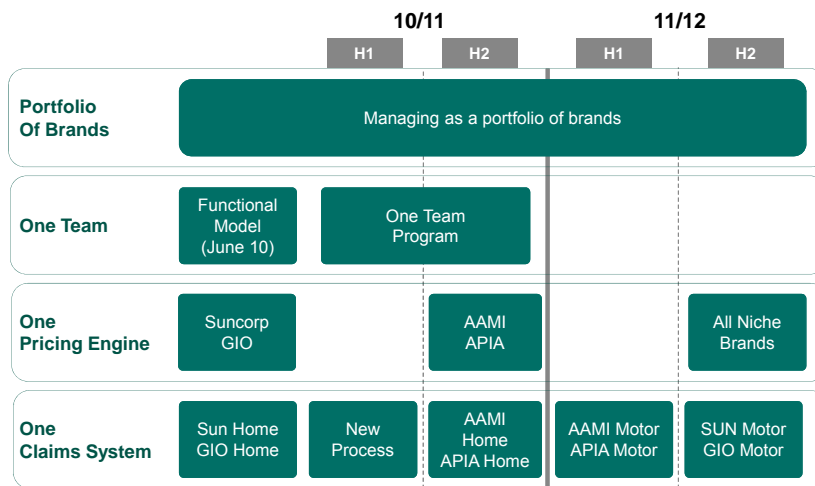 10/11
11/12
H1
H2
H1
H2
Portfolio
Of Brands
Managing as a portfolio of brands
One Team
Functional
Model
(June 10)
One Team
Program
One
Pricing Engine
Suncorp
GIO
AAMI
APIA
All Niche
Brands
One
Claims System
Sun Home
GIO Home
New
Process
AAMI
Home
APIA Home
AAMI Motor
APIA Motor
SUN Motor
GIO Motor